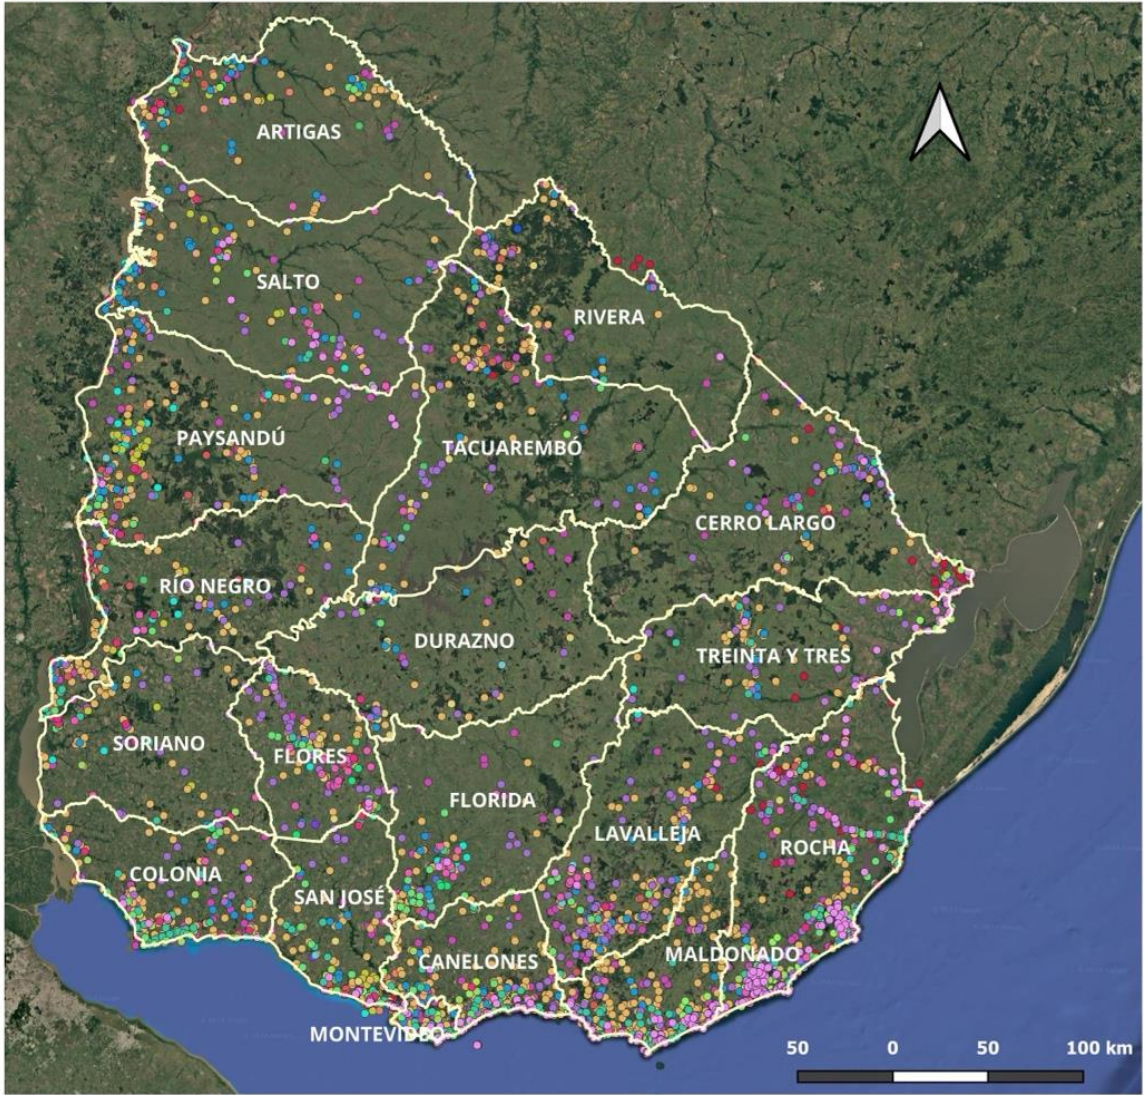 ARTIGAS
SALTO
RIVERA
PAYSANDÚ
TACUAREMBÓ
CERRO LARGO
RÍO NEGRO
DURAZNO
TREINTA Y TRES
SORIANO
FLORES
FLORIDA
LAVALLEJA
ROCHA
COLONIA
SAN JOSÉ
CANELONES
MALDONADO
MONTEVIDEO
50 0 50 100 km